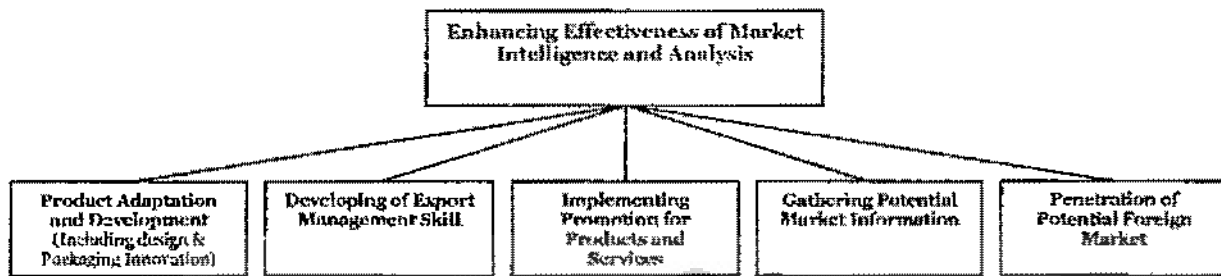 Enhancing Effectiveness of Market
Intelligence and Analysis
Product Adaptation
and Development
(Including design &
Packaging Innovation)
Developing of Export
Management Skill
Implementing
Promotion for
Products and
Services
Gathering Potential
Market Information
Penetration of
Potential Foreign
Market